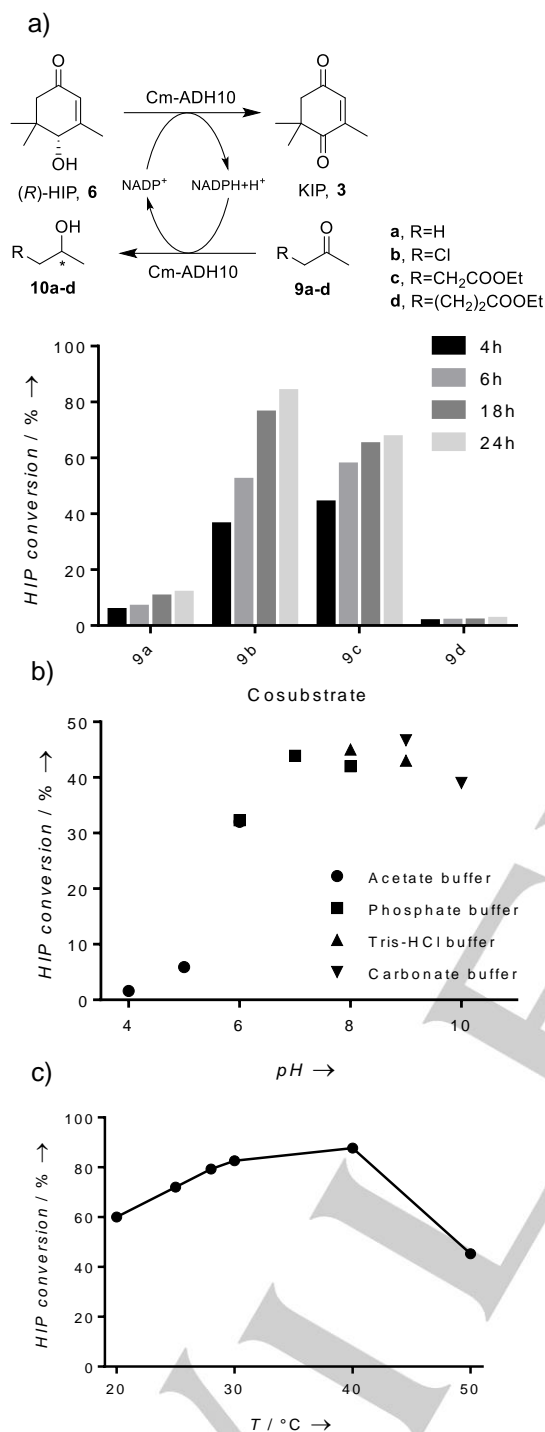 a)
O
O
Cm-ADH10
OH
O
(R)-HIP, 6
NADP+
NADPH+H+
KIP, 3
OH
O
R
R
*
Cm-ADH10
10a-d
9a-d
a, R=H
b, R=Cl
c, R=CH2COOEt
d, R=(CH2)2COOEt
HIP conversion / % →
100
80
60
40
20
0
4h
6h
18h
24h
9a
9b
9c
9d
Cosubstrate
b)
HIP conversion / % →
50
40
30
20
10
0
Acetate buffer
Phosphate buffer
Tris-HCl buffer
Carbonate buffer
4
6
8
10
pH →
c)
HIP conversion / % →
100
80
60
40
20
0
20
30
40
50
T / °C →